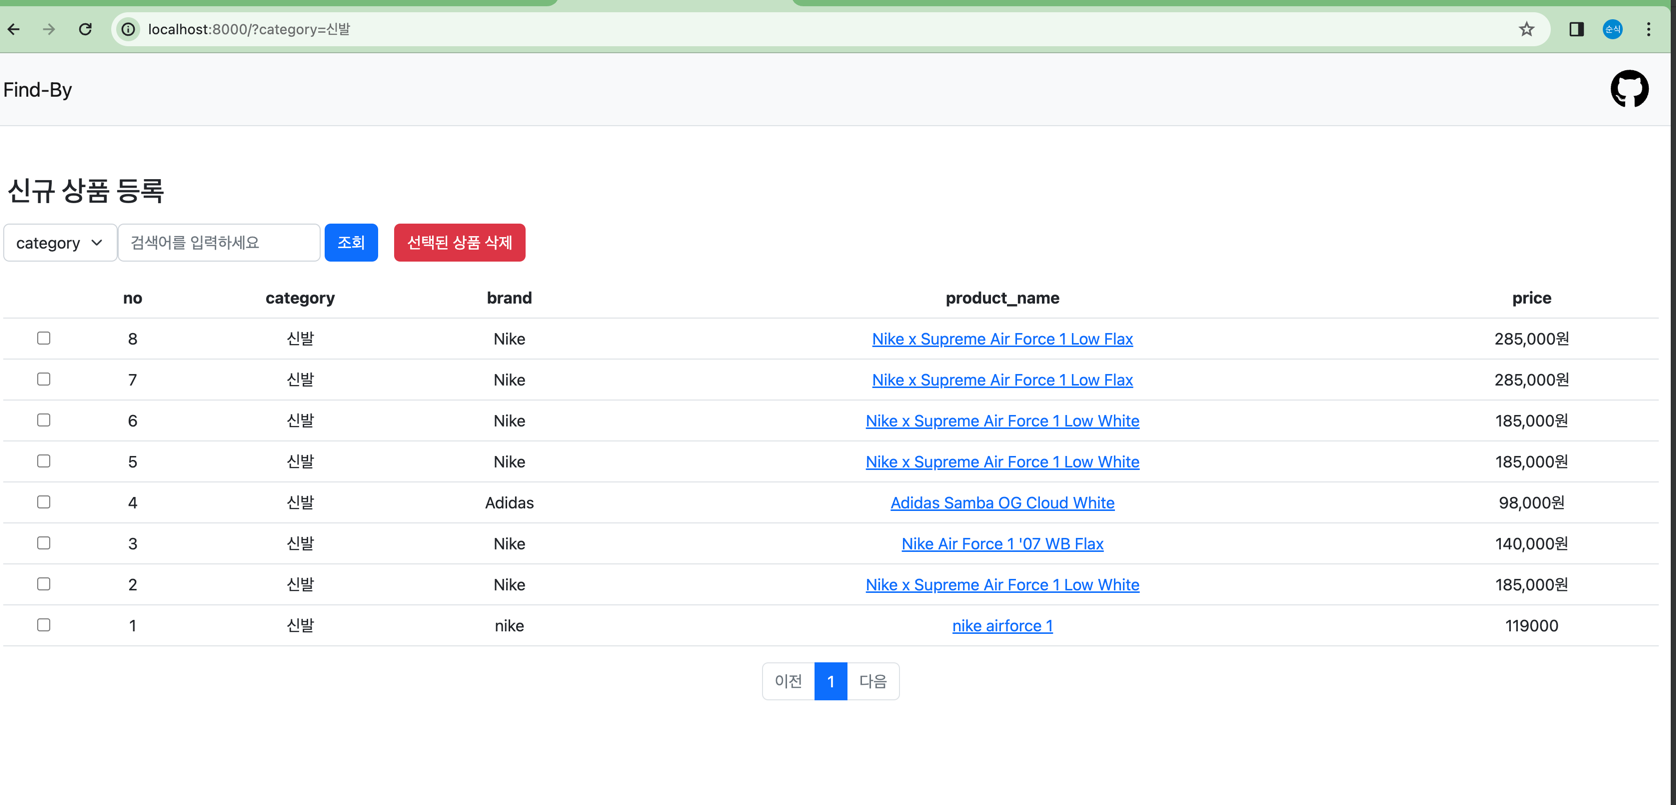 localhost:8000/?category=신발
순식
Find-By
신규 상품 등록
category 검색어를 입력하세요 조회 선택된 상품 삭제
no category brand product_name price
8 신발 Nike Nike x Supreme Air Force 1 Low Flax 285,000원
7 신발 Nike Nike x Supreme Air Force 1 Low Flax 285,000원
6 신발 Nike Nike x Supreme Air Force 1 Low White 185,000원
5 신발 Nike Nike x Supreme Air Force 1 Low White 185,000원
4 신발 Adidas Adidas Samba OG Cloud White 98,000원
3 신발 Nike Nike Air Force 1 '07 WB Flax 140,000원
2 신발 Nike Nike x Supreme Air Force 1 Low White 185,000원
1 신발 nike nike airforce 1 119000
이전 1 다음